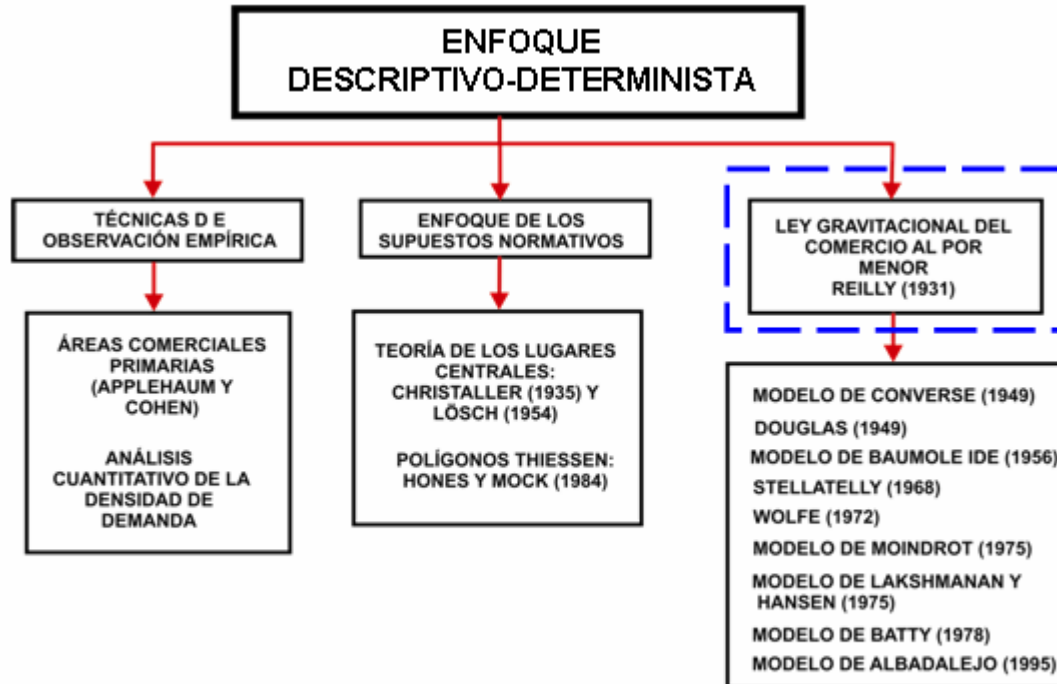 ENFOQUE
DESCRIPTIVO-DETERMINISTA
TÉCNICAS D E
OBSERVACIÓN EMPÍRICA
ENFOQUE DE LOS
SUPUESTOS NORMATIVOS
LEY GRAVITACIONAL DEL
COMERCIO AL POR
MENOR
REILLY (1931)
ÁREAS COMERCIALES
PRIMARIAS
(APPLEHAUM Y
COHEN)
ANÁLISIS
CUANTITATIVO DE LA
DENSIDAD DE
DEMANDA
TEORÍA DE LOS LUGARES
CENTRALES:
CHRISTALLER (1935) Y
LÖSCH (1954)
POLÍGONOS THIESSEN:
HONES Y MOCK (1984)
MODELO DE CONVERSE (1949)
DOUGLAS (1949)
MODELO DE BAUMOLE IDE (1956)
STELLATELLY (1968)
WOLFE (1972)
MODELO DE MOINDROT (1975)
MODELO DE LAKSHMANAN Y
HANSEN (1975)
MODELO DE BATTY (1978)
MODELO DE ALBADALEJO (1995)